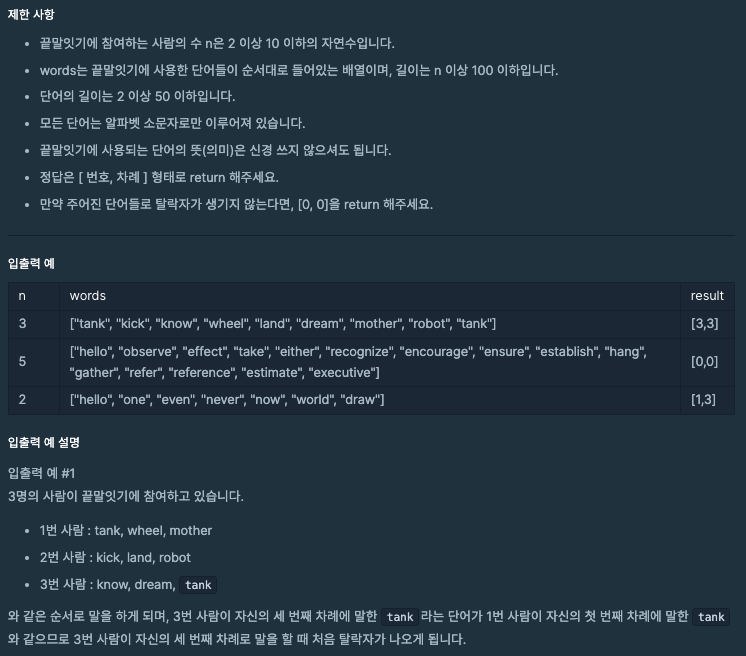 제한 사항
• 끝말잇기에 참여하는 사람의 수 n은 2 이상 10 이하의 자연수입니다.
• words는 끝말잇기에 사용한 단어들이 순서대로 들어있는 배열이며, 길이는 n 이상 100 이하입니다.
• 단어의 길이는 2 이상 50 이하입니다.
• 모든 단어는 알파벳 소문자로만 이루어져 있습니다.
• 끝말잇기에 사용되는 단어의 뜻(의미)은 신경 쓰지 않으셔도 됩니다.
• 정답은 [ 번호, 차례 ] 형태로 return 해주세요.
• 만약 주어진 단어들로 탈락자가 생기지 않는다면, [0, 0]을 return 해주세요.
입출력 예
n words result
3 ["tank", "kick", "know", "wheel", "land", "dream", "mother", "robot", "tank"] [3,3]
5 ["hello", "observe", "effect", "take", "either", "recognize", "encourage", "ensure", "establish", "hang",
"gather", "refer", "reference", "estimate", "executive"] [0,0]
2 ["hello", "one", "even", "never", "now", "world", "draw"] [1,3]
입출력 예 설명
입출력 예 #1
3명의 사람이 끝말잇기에 참여하고 있습니다.
• 1번 사람 : tank, wheel, mother
• 2번 사람 : kick, land, robot
• 3번 사람 : know, dream, tank
와 같은 순서로 말을 하게 되며, 3번 사람이 자신의 세 번째 차례에 말한 tank 라는 단어가 1번 사람이 자신의 첫 번째 차례에 말한 tank
와 같으므로 3번 사람이 자신의 세 번째 차례로 말을 할 때 처음 탈락자가 나오게 됩니다.